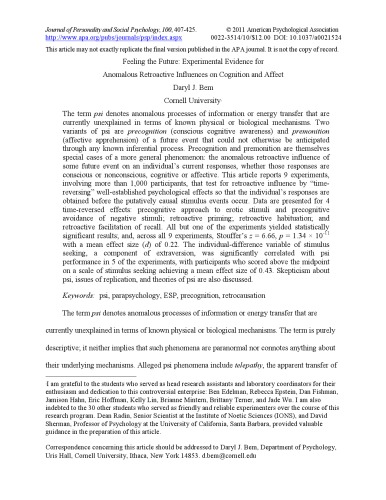 Journal of Personality and Social Psychology, 100, 407-425. © 2011 American Psychological Association
http://www.apa.org/pubs/journals/psp/index.aspx 0022-3514/10/$12.00 DOI: 10.1037/a0021524
This article may not exactly replicate the final version published in the APA journal. It is not the copy of record.
Feeling the Future: Experimental Evidence for
Anomalous Retroactive Influences on Cognition and Affect
Daryl J. Bem
Cornell University
The term psi denotes anomalous processes of information or energy transfer that are
currently unexplained in terms of known physical or biological mechanisms. Two
variants of psi are precognition (conscious cognitive awareness) and premonition
(affective apprehension) of a future event that could not otherwise be anticipated
through any known inferential process. Precognition and premonition are themselves
special cases of a more general phenomenon: the anomalous retroactive influence of
some future event on an individual's current responses, whether those responses are
conscious or nonconscious, cognitive or affective. This article reports 9 experiments,
involving more than 1,000 participants, that test for retroactive influence by "time-
reversing" well-established psychological effects so that the individual's responses are
obtained before the putatively causal stimulus events occur. Data are presented for 4
time-reversed effects: precognitive approach to erotic stimuli and precognitive
avoidance of negative stimuli; retroactive priming; retroactive habituation; and
retroactive facilitation of recall. All but one of the experiments yielded statistically
significant results; and, across all 9 experiments, Stouffer's z = 6.66, p = 1.34 × 10⁻¹¹
with a mean effect size (d) of 0.22. The individual-difference variable of stimulus
seeking, a component of extraversion, was significantly correlated with psi
performance in 5 of the experiments, with participants who scored above the midpoint
on a scale of stimulus seeking achieving a mean effect size of 0.43. Skepticism about
psi, issues of replication, and theories of psi are also discussed.
Keywords: psi, parapsychology, ESP, precognition, retrocausation
The term psi denotes anomalous processes of information or energy transfer that are
currently unexplained in terms of known physical or biological mechanisms. The term is purely
descriptive; it neither implies that such phenomena are paranormal nor connotes anything about
their underlying mechanisms. Alleged psi phenomena include telepathy, the apparent transfer of
I am grateful to the students who served as head research assistants and laboratory coordinators for their
enthusiasm and dedication to this controversial enterprise: Ben Edelman, Rebecca Epstein, Dan Fishman,
Jamison Hahn, Eric Hoffman, Kelly Lin, Brianne Mintern, Brittany Terner, and Jade Wu. I am also
indebted to the 30 other students who served as friendly and reliable experimenters over the course of this
research program. Dean Radin, Senior Scientist at the Institute of Noetic Sciences (IONS), and David
Sherman, Professor of Psychology at the University of California, Santa Barbara, provided valuable
guidance in the preparation of this article.
Correspondence concerning this article should be addressed to Daryl J. Bem, Department of Psychology,
Uris Hall, Cornell University, Ithaca, New York 14853. d.bem@cornell.edu